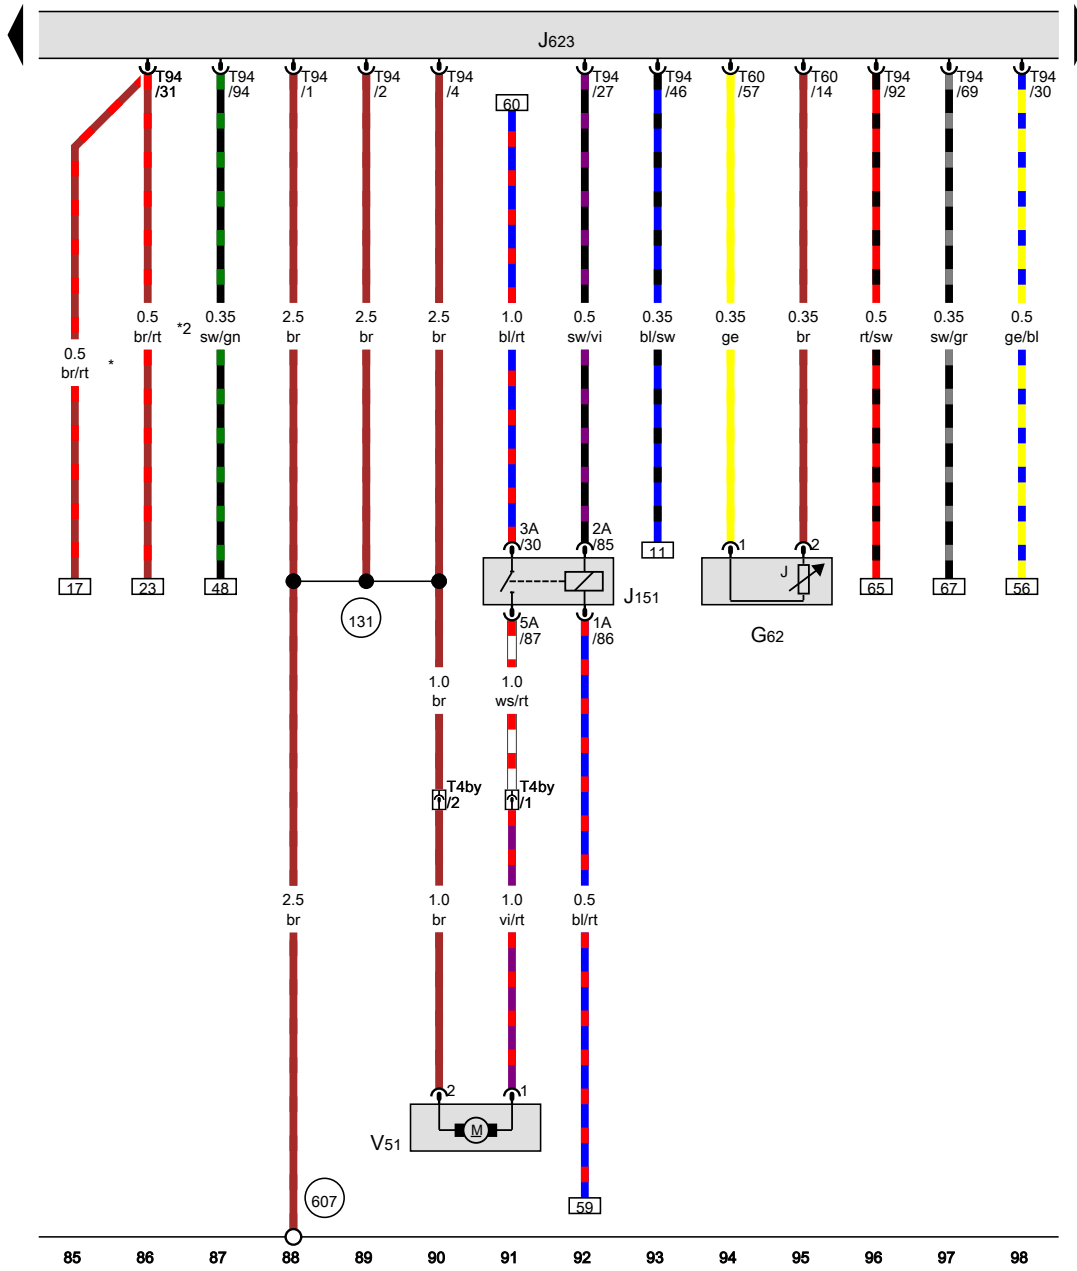 J623
T94 /31
T94 /94
T94 /1
T94 /2
T94 /4
T94 /27
T94 /46
T60 /57
T60 /14
T94 /92
T94 /69
T94 /30
60
0.5 br/rt
*2
0.35 sw/gn
2.5 br
2.5 br
2.5 br
1.0 bl/rt
0.5 sw/vi
0.35 bl/sw
0.35 ge
0.35 br
0.5 rt/sw
0.35 sw/gr
0.5 ge/bl
0.5 br/rt
*
3A /30
2A /85
11
1
2
17
23
48
J
J151
65
67
56
131
5A /87
1A /86
G62
1.0 br
1.0 ws/rt
T4by /2
T4by /1
2.5 br
1.0 br
1.0 vi/rt
0.5 bl/rt
2
1
V51
M
607
59
85 86 87 88 89 90 91 92 93 94 95 96 97 98